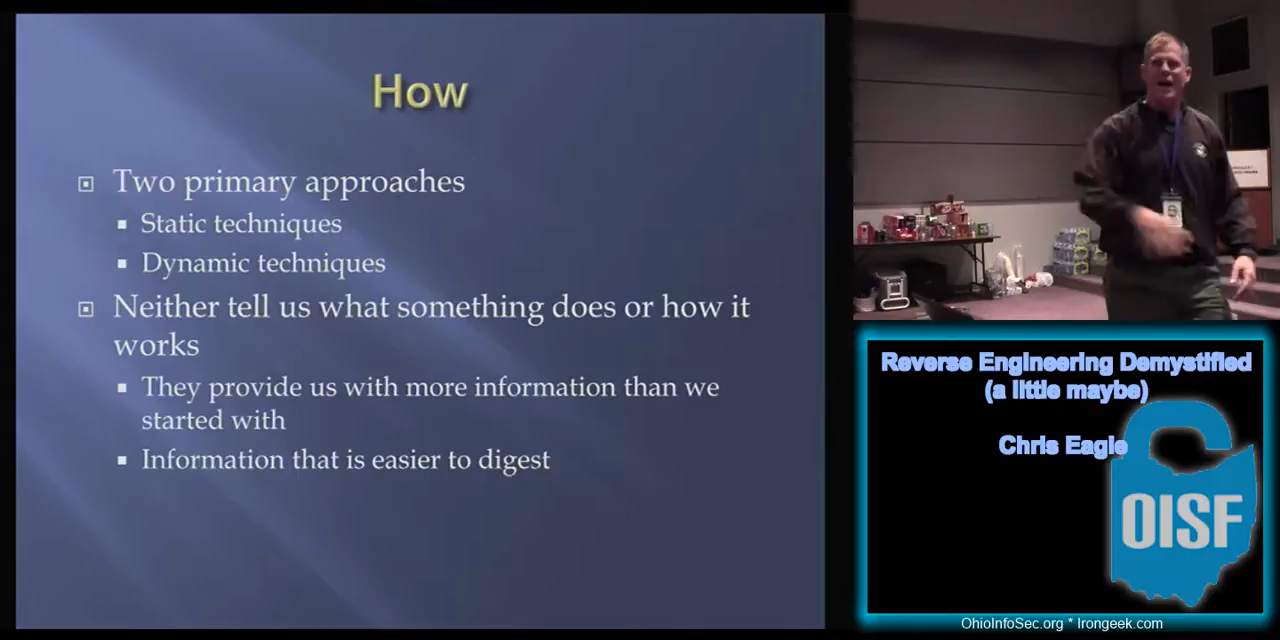 How
Two primary approaches
Static techniques
Dynamic techniques
Neither tell us what something does or how it
works
They provide us with more information than we
started with
Information that is easier to digest
Reverse Engineering Demystified
(a little maybe)
Chris Eagle
OISF
OhioInfoSec.org * Irongeek.com